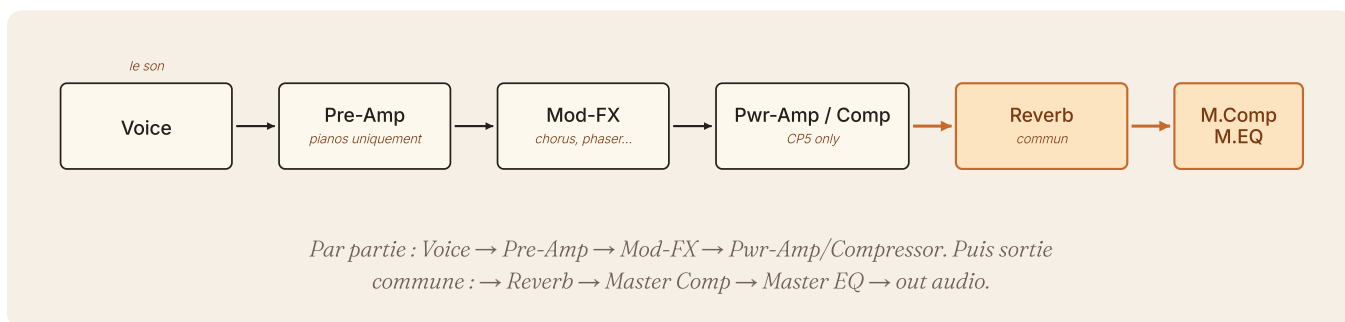 le son
Voice
Pre-Amp
pianos uniquement
Mod-FX
chorus, phaser...
Pwr-Amp / Comp
CP5 only
Reverb
commun
M.Comp
M.EQ
Par partie : Voice → Pre-Amp → Mod-FX → Pwr-Amp/Compressor. Puis sortie
commune : → Reverb → Master Comp → Master EQ → out audio.